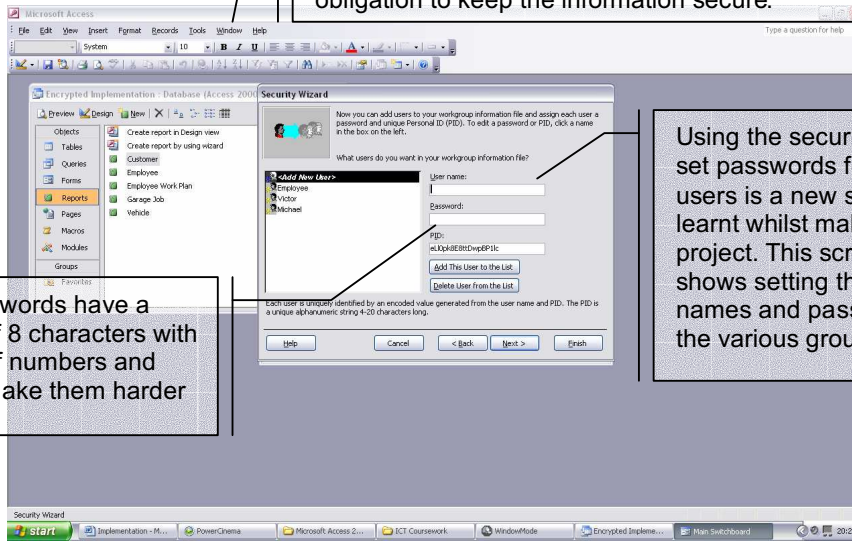 obligation to keep the information secure.
Microsoft Access
File Edit View Insert Format Records Tools Window Help
Type a question for help
System 10 B I U
Encrypted Implementation : Database (Access 2000
Preview Design New
Objects
Tables
Queries
Forms
Reports
Pages
Macros
Modules
Groups
Favorites
Create report in Design view
Create report by using wizard
Customer
Employee
Employee Work Plan
Garage Job
Vehicle
Security Wizard
Now you can add users to your workgroup information file and assign each user a
password and unique Personal ID (PID). To edit a password or PID, click a name
in the box on the left.
What users do you want in your workgroup information file?
<Add New User>
Employee
Victor
Michael
User name:
Password:
PID:
Add This User to the List
Delete User from the List
Each user is uniquely identified by an encoded value generated from the user name and PID. The PID is
a unique alphanumeric string 4-20 characters long.
Help Cancel < Back Next > Finish
Using the secur
set passwords f
users is a new s
learnt whilst ma
project. This scr
shows setting th
names and pass
the various grou
words have a
f 8 characters with
f numbers and
ake them harder
Security Wizard
start Implementation - M... PowerCinema Microsoft Access 2... ICT Coursework WindowMode Encrypted Impleme... Main Switchboard 20:2